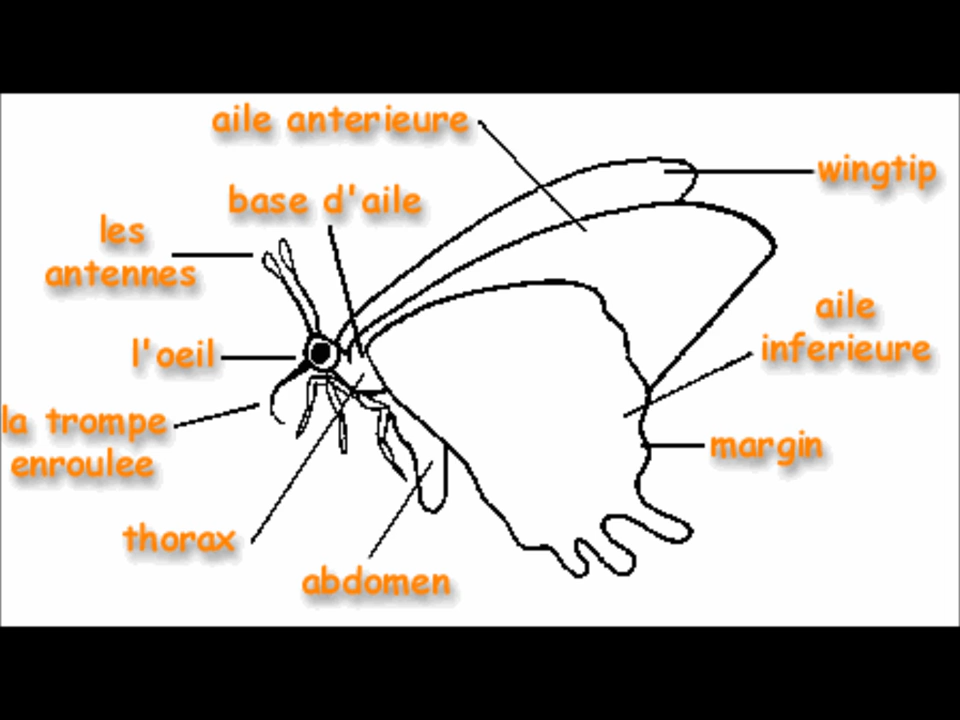 aile anterieure
wingtip
base d'aile
les
antennes
aile
inferieure
l'oeil
la trompe
enroulee
margin
thorax
abdomen